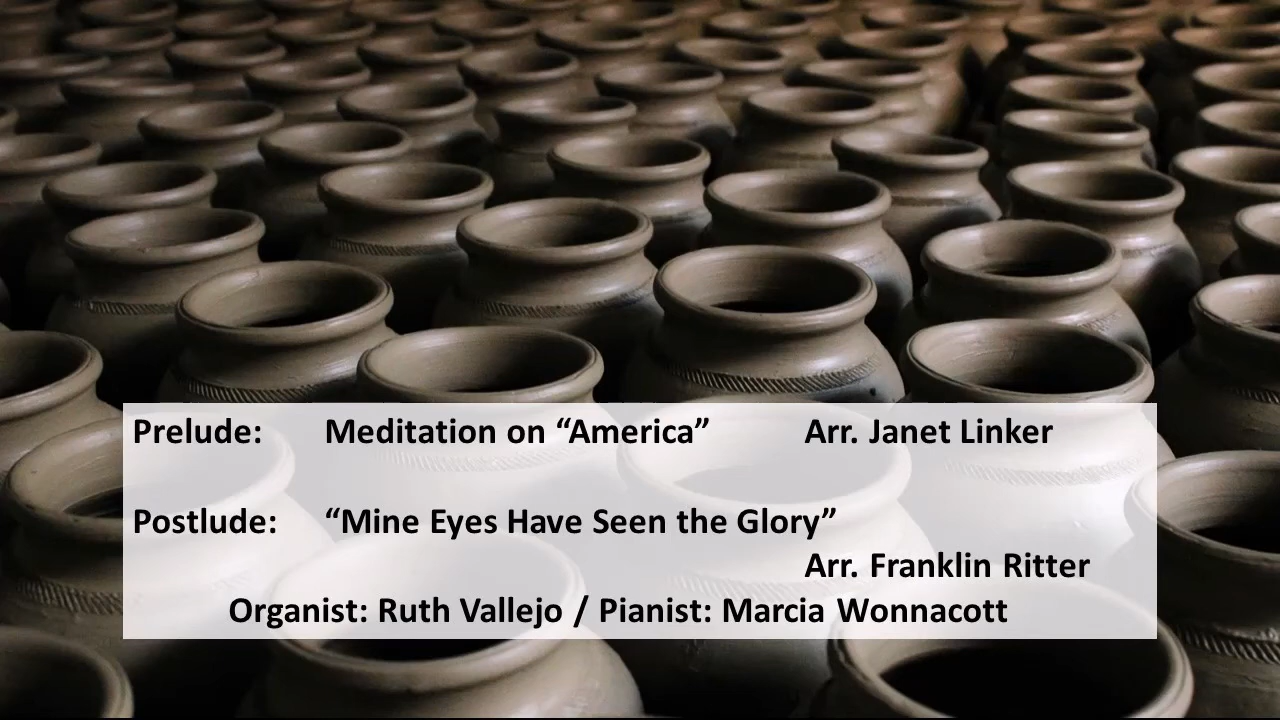 Prelude: Meditation on “America” Arr. Janet Linker
Postlude: “Mine Eyes Have Seen the Glory”
Arr. Franklin Ritter
Organist: Ruth Vallejo / Pianist: Marcia Wonnacott